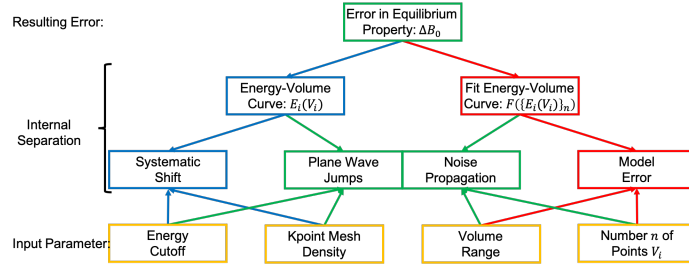 Resulting Error:
Error in Equilibrium
Property: Δ𝐵₀
Energy-Volume
Curve: 𝐸ᵢ(𝑉ᵢ)
Fit Energy-Volume
Curve: 𝐹({𝐸ᵢ(𝑉ᵢ)}ₙ)
Internal
Separation
Systematic
Shift
Plane Wave
Jumps
Noise
Propagation
Model
Error
Input Parameter:
Energy
Cutoff
Kpoint Mesh
Density
Volume
Range
Number 𝑛 of
Points 𝑉ᵢ